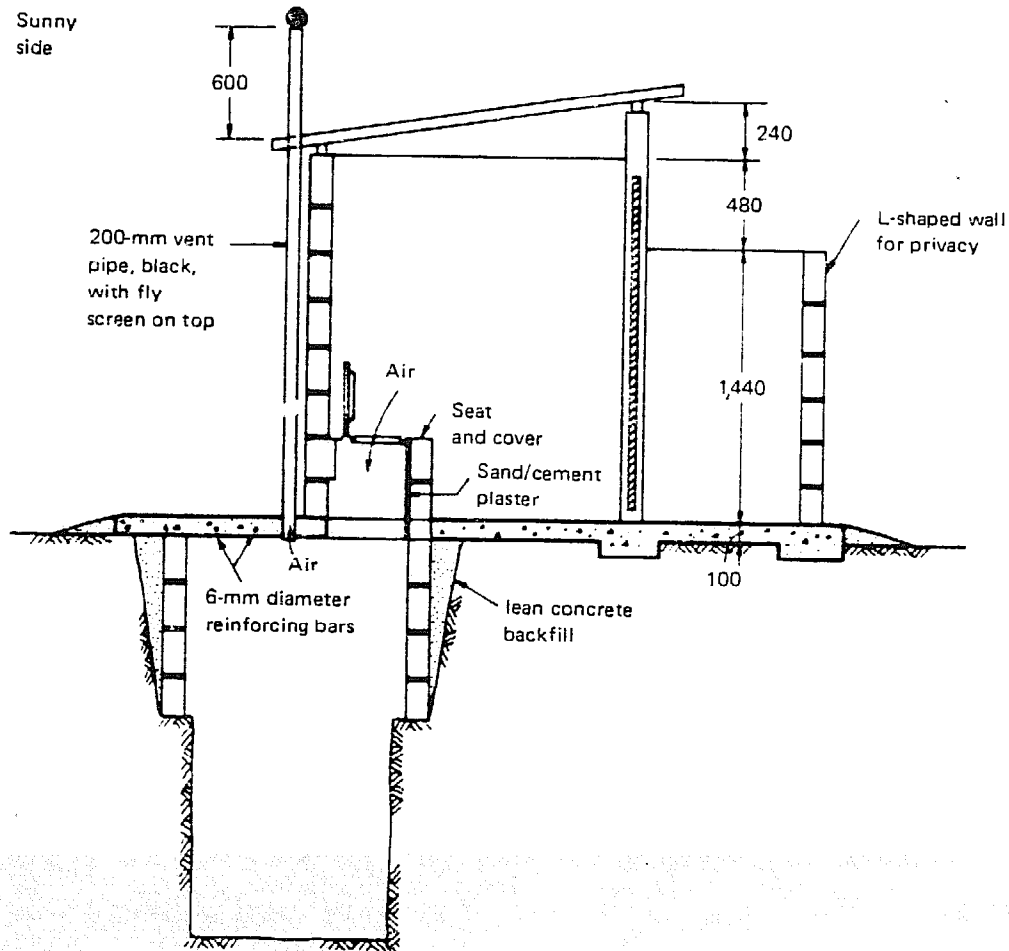 Sunny
side
600
240
480
200-mm vent
pipe, black,
with fly
screen on top
L-shaped wall
for privacy
Air
1,440
Seat
and cover
Sand/cement
plaster
Air
100
6-mm diameter
reinforcing bars
lean concrete
backfill